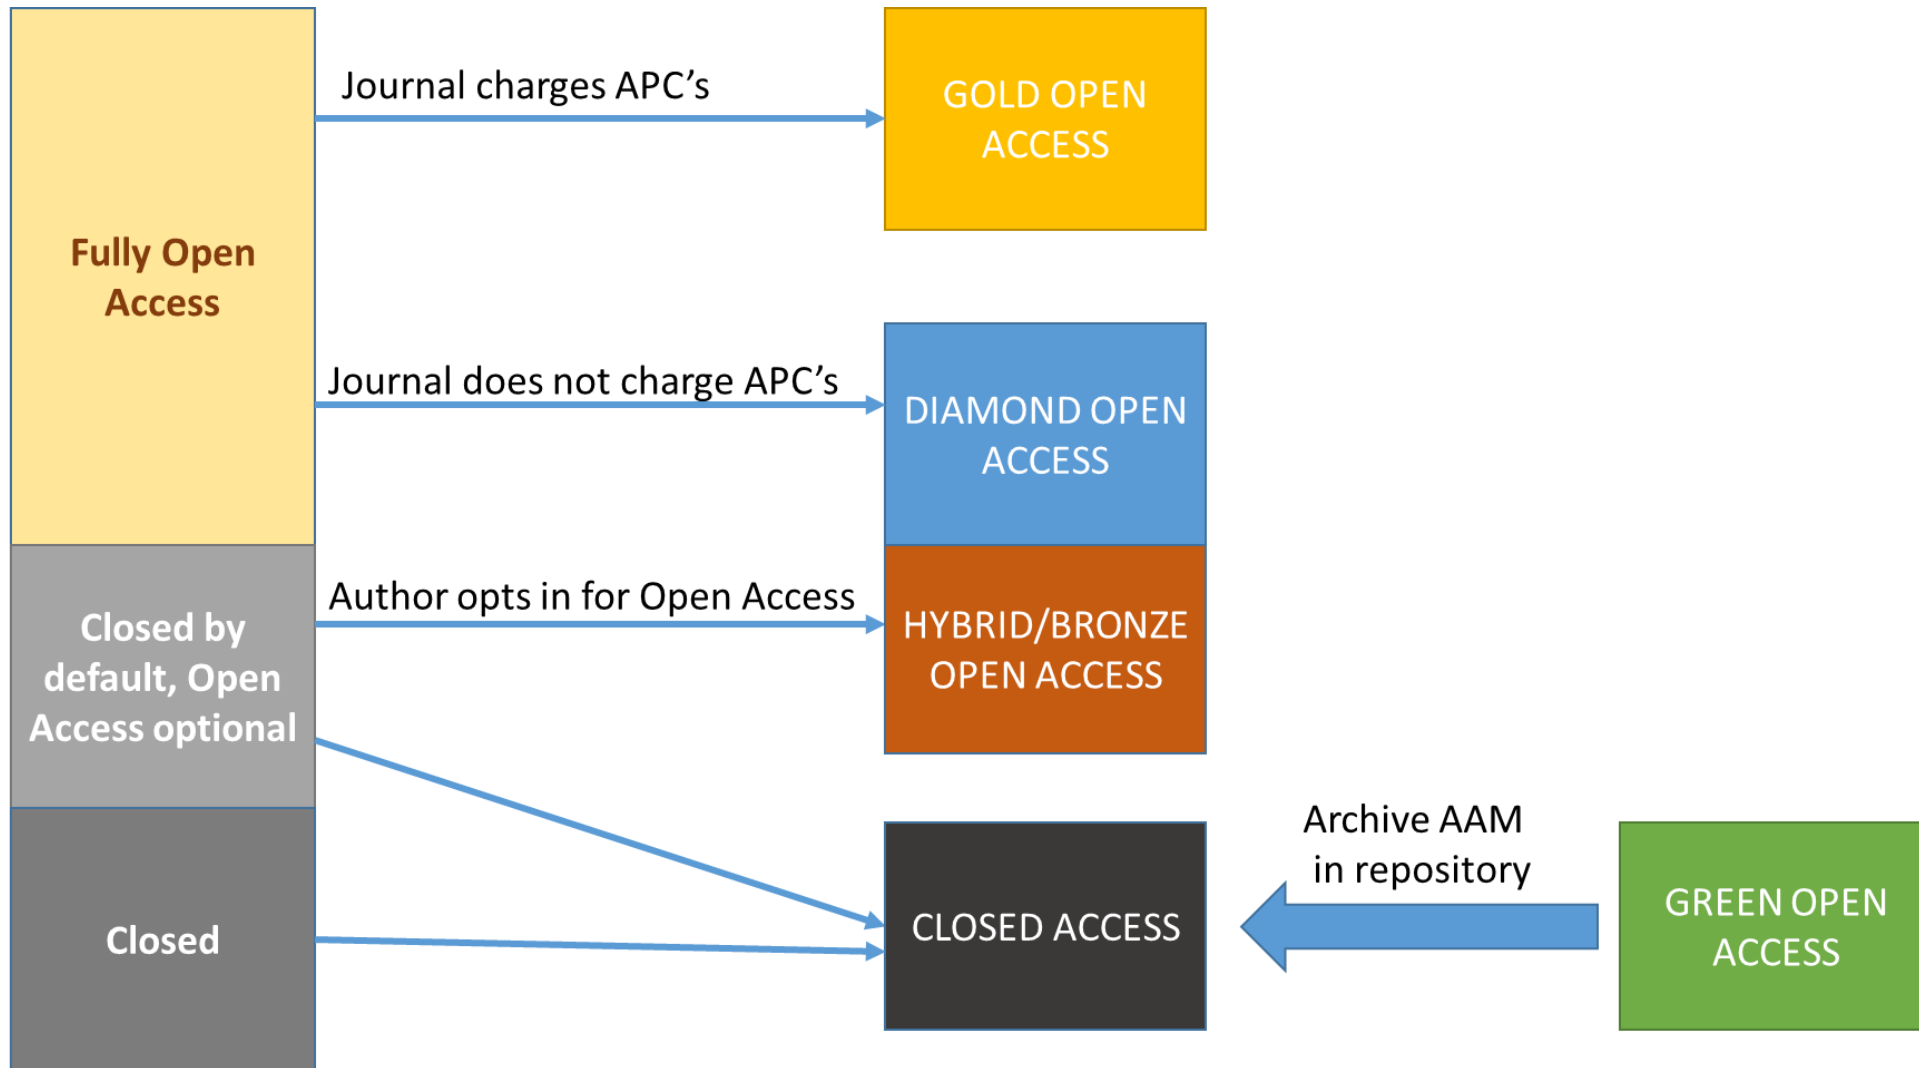 Journal charges APC's
GOLD OPEN
ACCESS
Fully Open
Access
Journal does not charge APC's
DIAMOND OPEN
ACCESS
Closed by
default, Open
Access optional
Author opts in for Open Access
HYBRID/BRONZE
OPEN ACCESS
Closed
CLOSED ACCESS
Archive AAM
in repository
GREEN OPEN
ACCESS